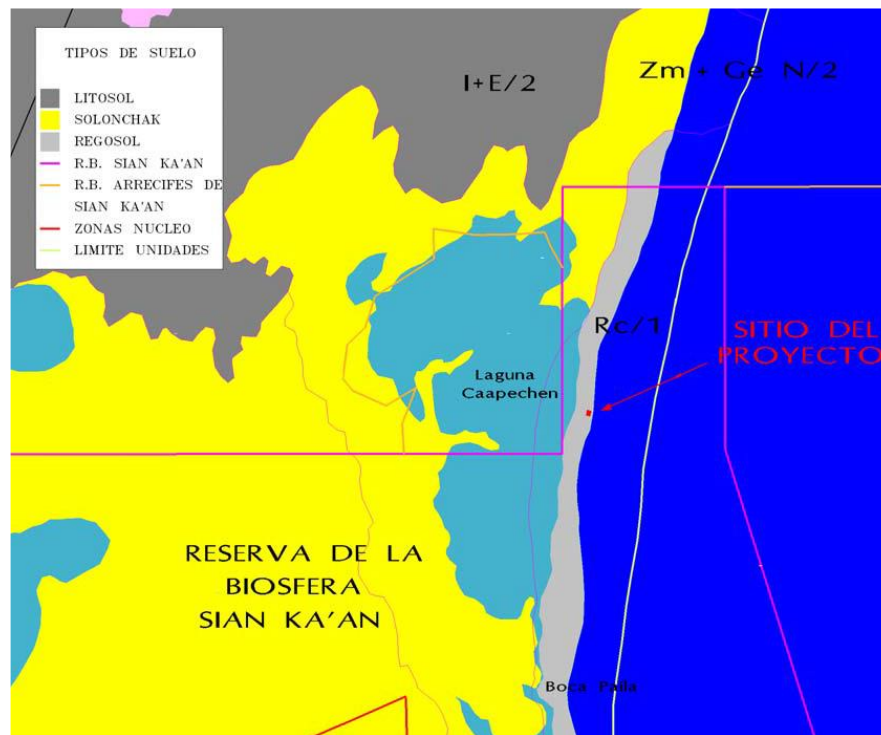 TIPOS DE SUELO
LITOSOL
SOLONCHAK
REGOSOL
R.B. SIAN KA'AN
R.B. ARRECIFES DE
SIAN KA'AN
ZONAS NUCLEO
LIMITE UNIDADES
I+E/2
Zm + Ge N/2
Rc/1
SITIO DEL
PROYECTO
Laguna
Caapechen
RESERVA DE LA
BIOSFERA
SIAN KA'AN
Boca Paila